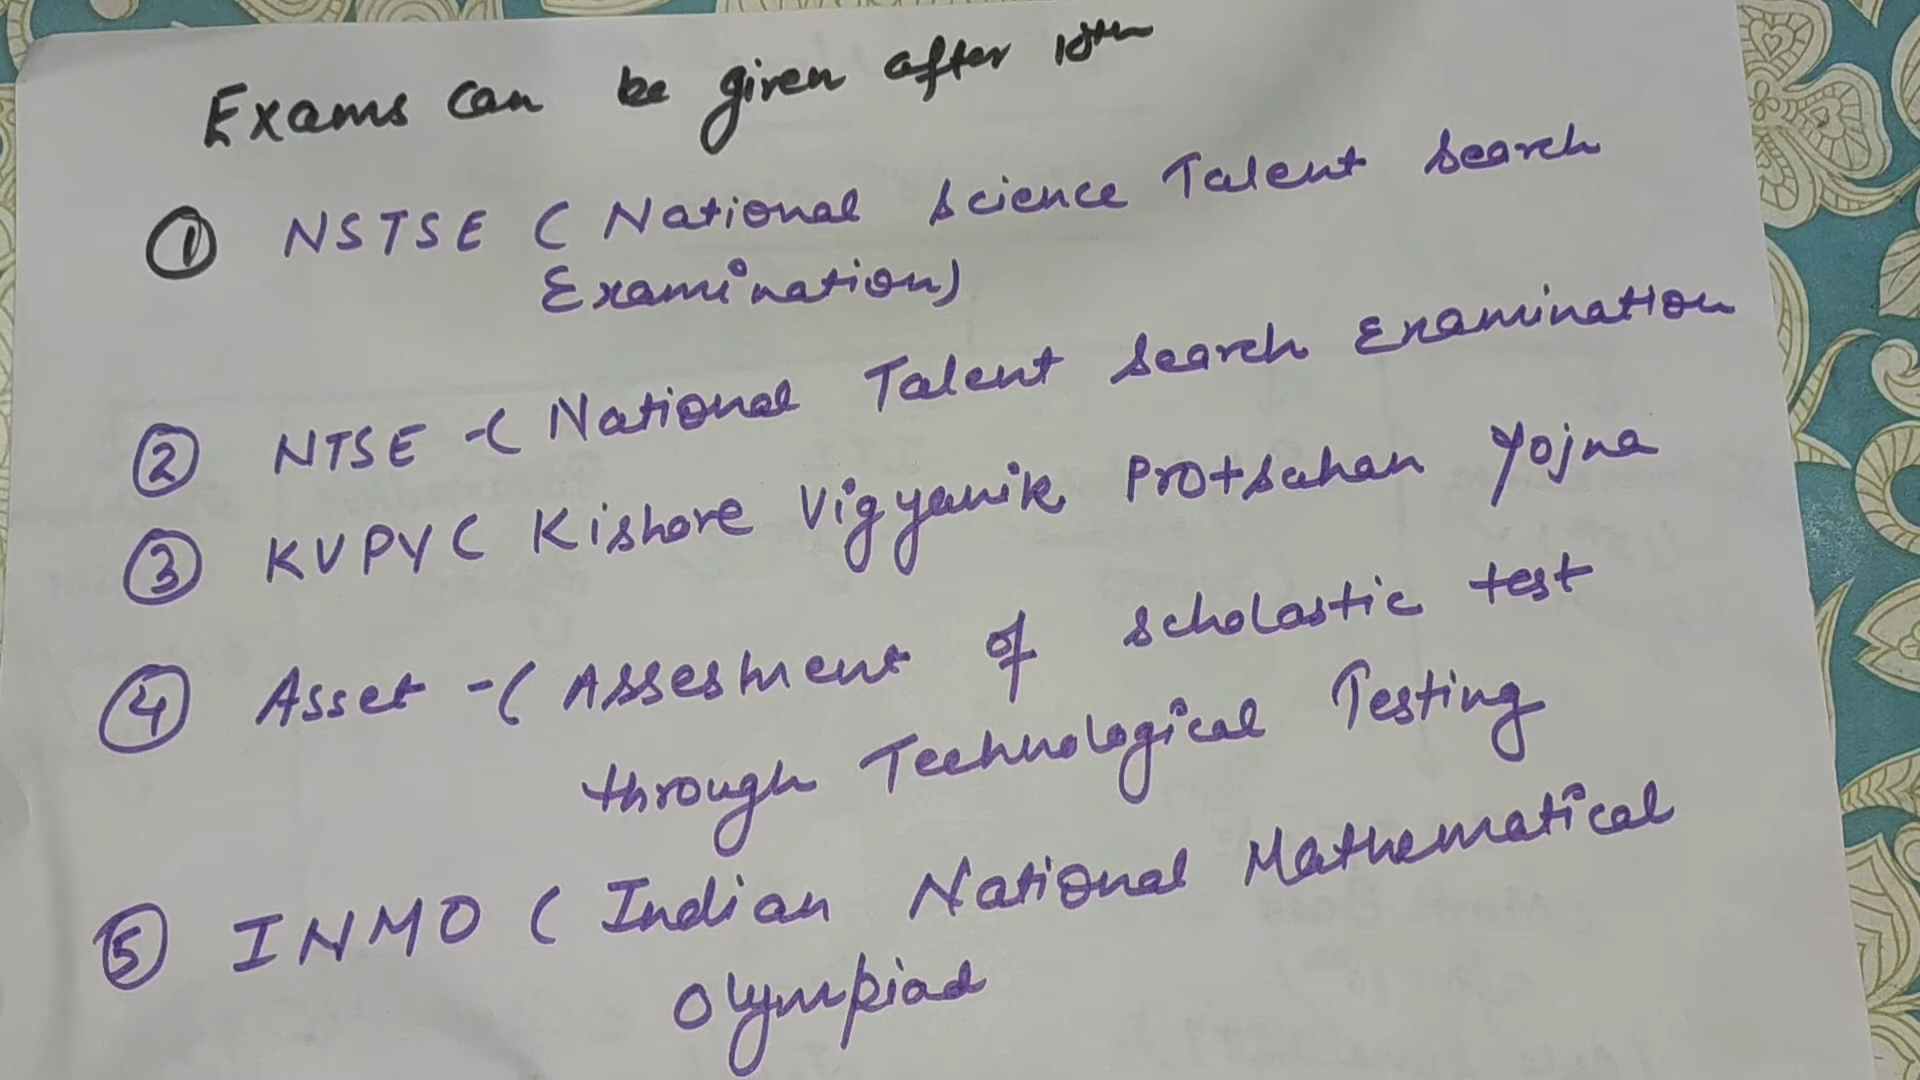 Exams can be given after 10th
① NSTSE ( National Science Talent Search
Examination)
② NTSE -( National Talent Search Examination
③ KVPY ( Kishore Vigyanik Protsahan Yojna
④ Asset -( Assesment of scholastic test
through Technological Testing
⑤ INMO ( Indian National Mathematical
Olympiad